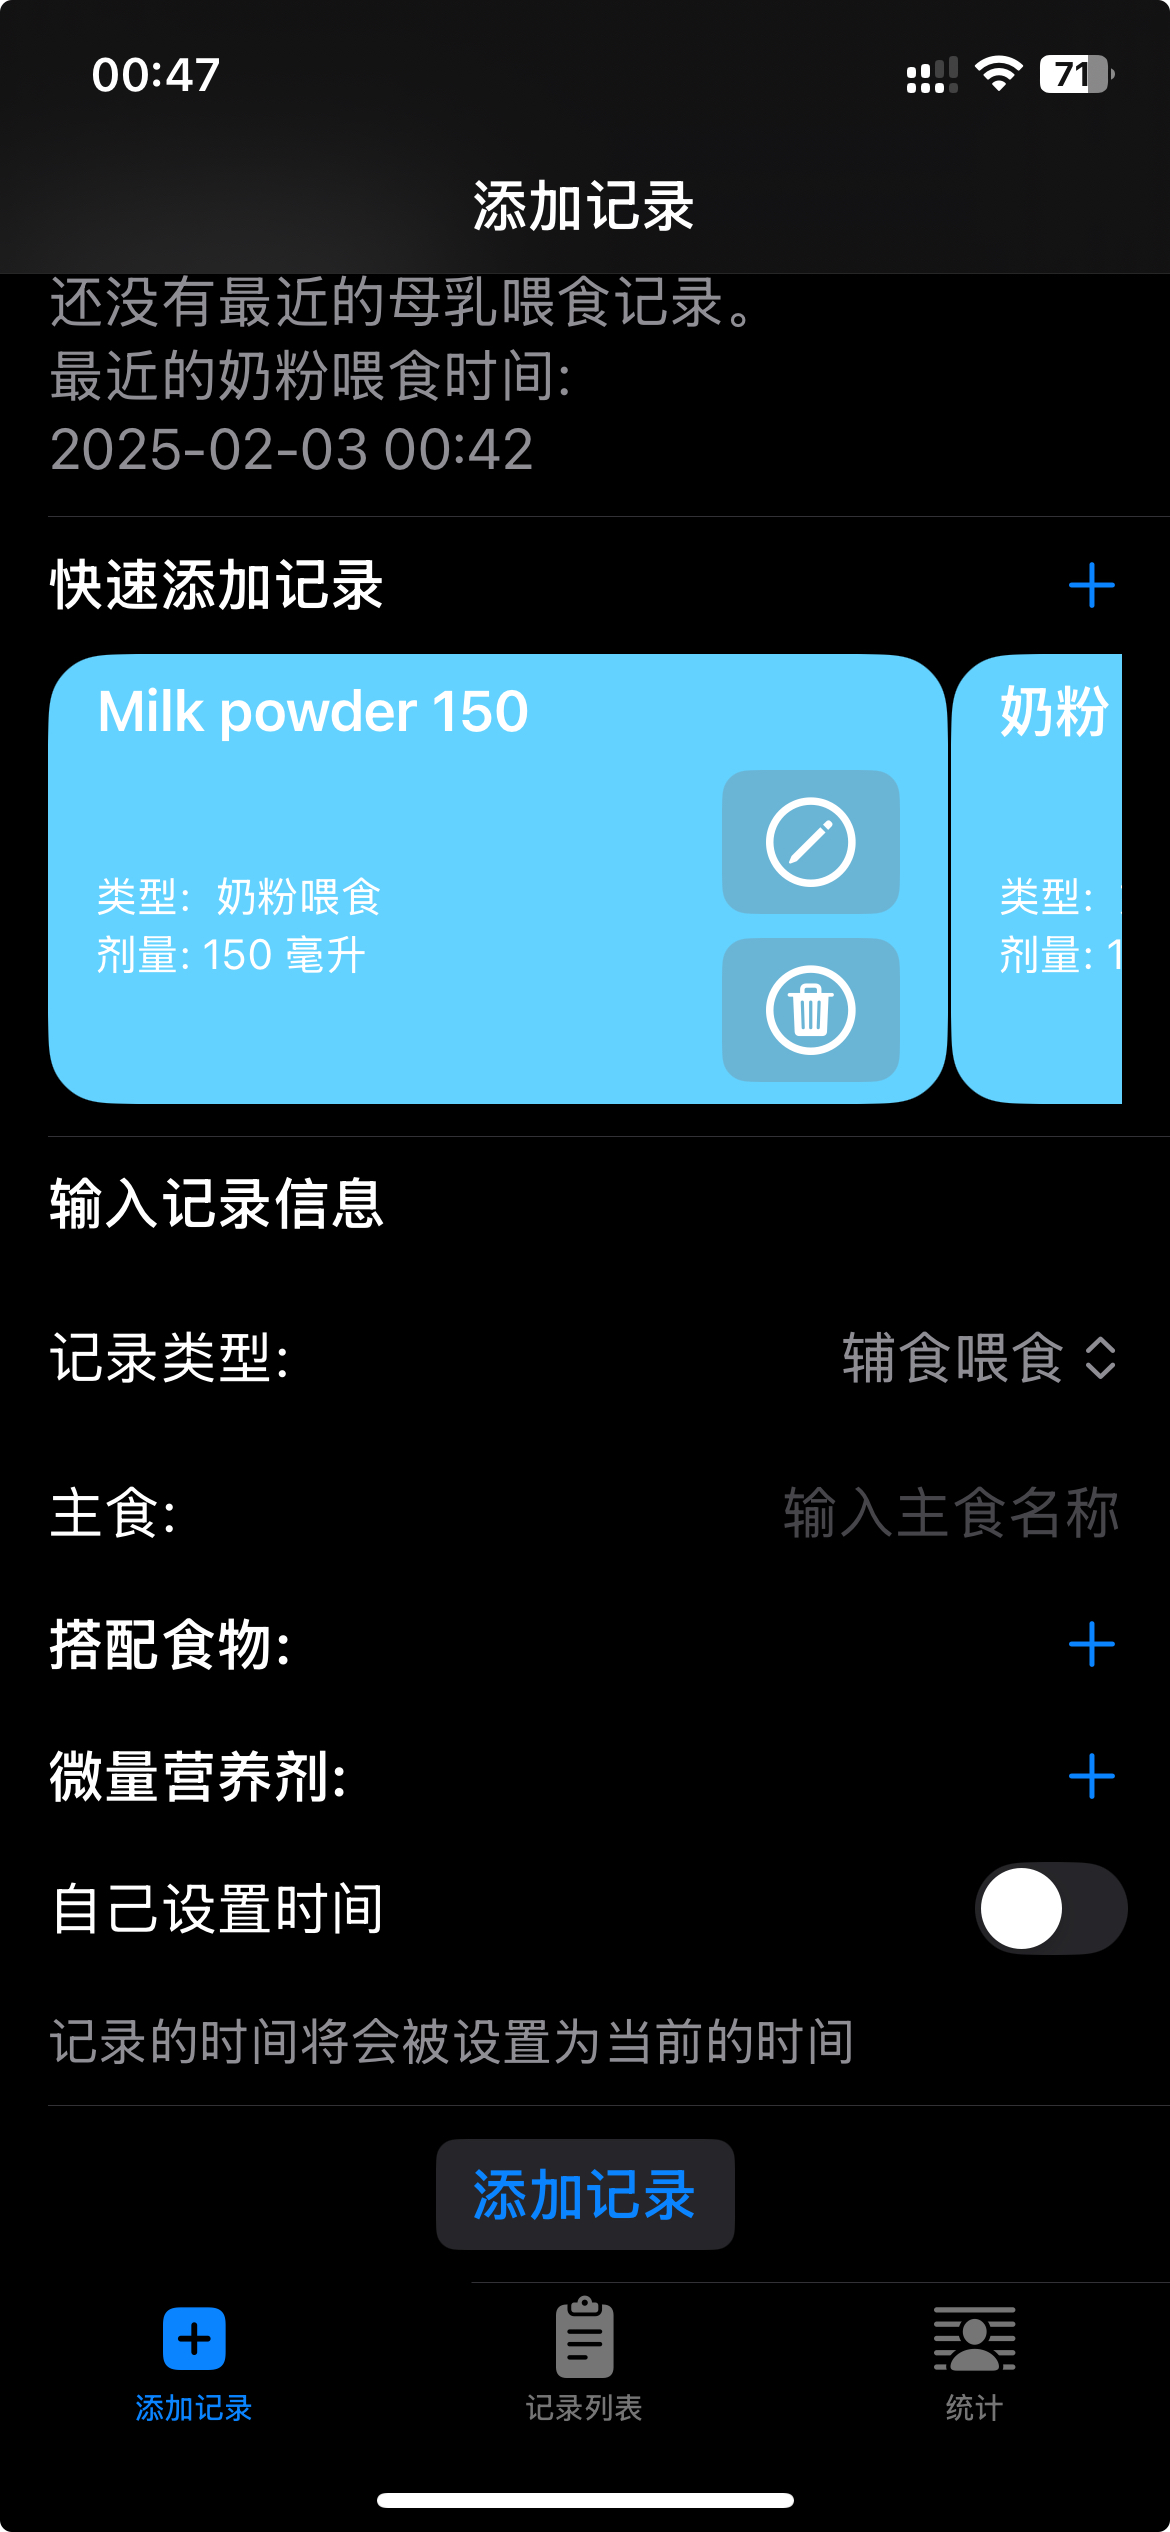 00:47
71
添加记录
还没有最近的母乳喂食记录。
最近的奶粉喂食时间:
2025-02-03 00:42
快速添加记录
Milk powder 150
类型: 奶粉喂食
剂量: 150 毫升
奶粉
类型:
剂量: 1
输入记录信息
记录类型: 辅食喂食
主食: 输入主食名称
搭配食物:
微量营养剂:
自己设置时间
记录的时间将会被设置为当前的时间
添加记录
添加记录
记录列表
统计